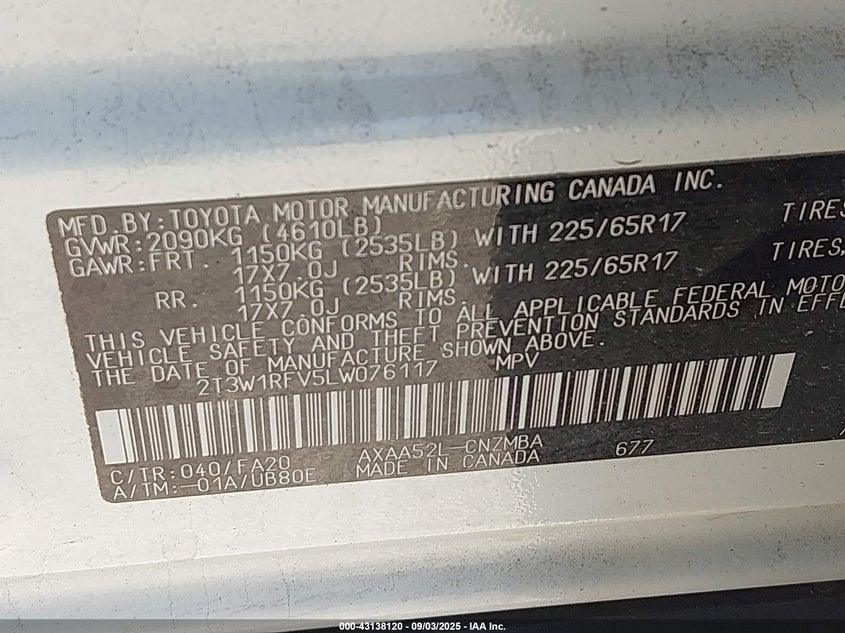 MFD.BY:TOYOTA MOTOR MANUFACTURING CANADA INC.
GVWR:2090KG (4610LB)
GAWR:FRT. 1150KG (2535LB) WITH 225/65R17 TIRES
17X7.0J RIMS.
RR. 1150KG (2535LB) WITH 225/65R17 TIRES,
17X7.0J RIMS.
THIS VEHICLE CONFORMS TO ALL APPLICABLE FEDERAL MOTO
VEHICLE SAFETY AND THEFT PREVENTION STANDARDS IN EFFE
THE DATE OF MANUFACTURE SHOWN ABOVE.
2T3W1RFV5LW076117 MPV
C/TR:040/FA20 AXAA52L-CNZMBA 677
A/TM:-01A/UB80E MADE IN CANADA
000-43138120 - 09/03/2025 - IAA Inc.